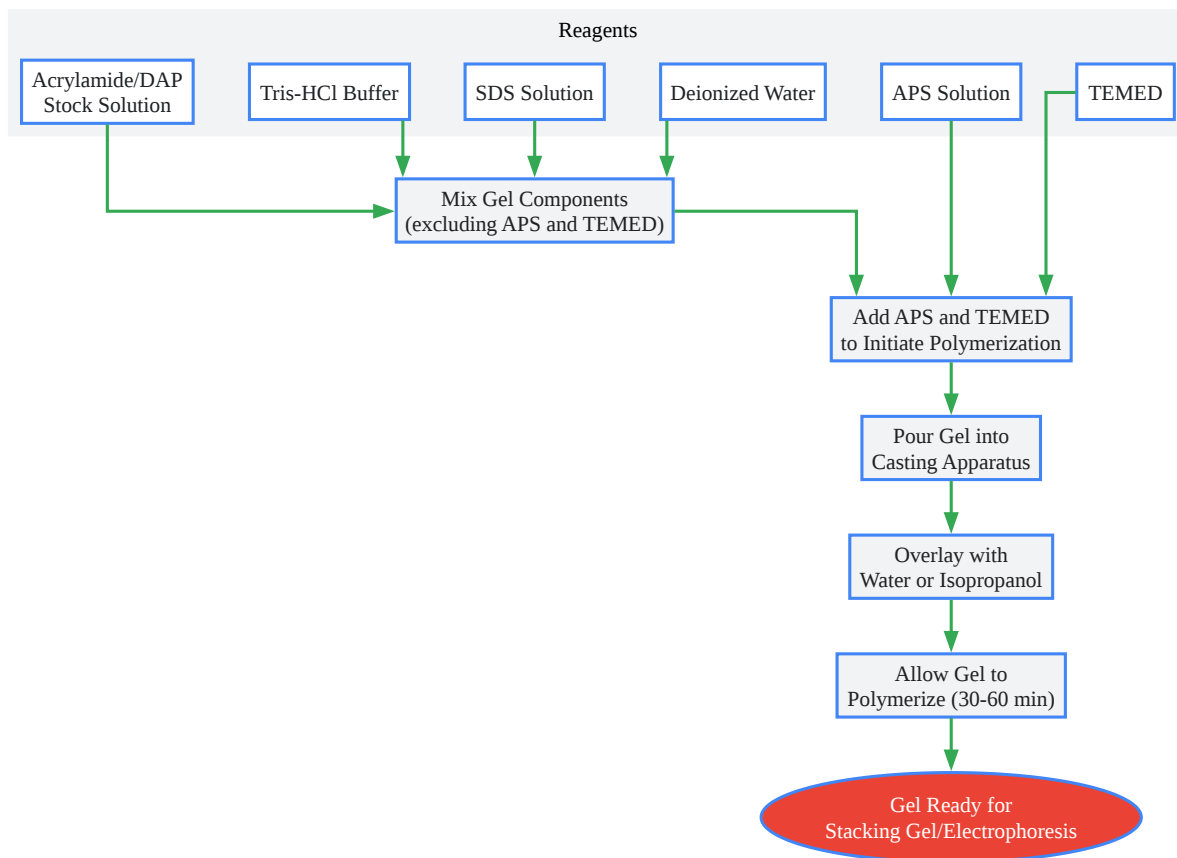 Reagents
Acrylamide/DAP
Stock Solution
Tris-HCl Buffer
SDS Solution
Deionized Water
APS Solution
TEMED
Mix Gel Components
(excluding APS and TEMED)
Add APS and TEMED
to Initiate Polymerization
Pour Gel into
Casting Apparatus
Overlay with
Water or Isopropanol
Allow Gel to
Polymerize (30-60 min)
Gel Ready for
Stacking Gel/Electrophoresis